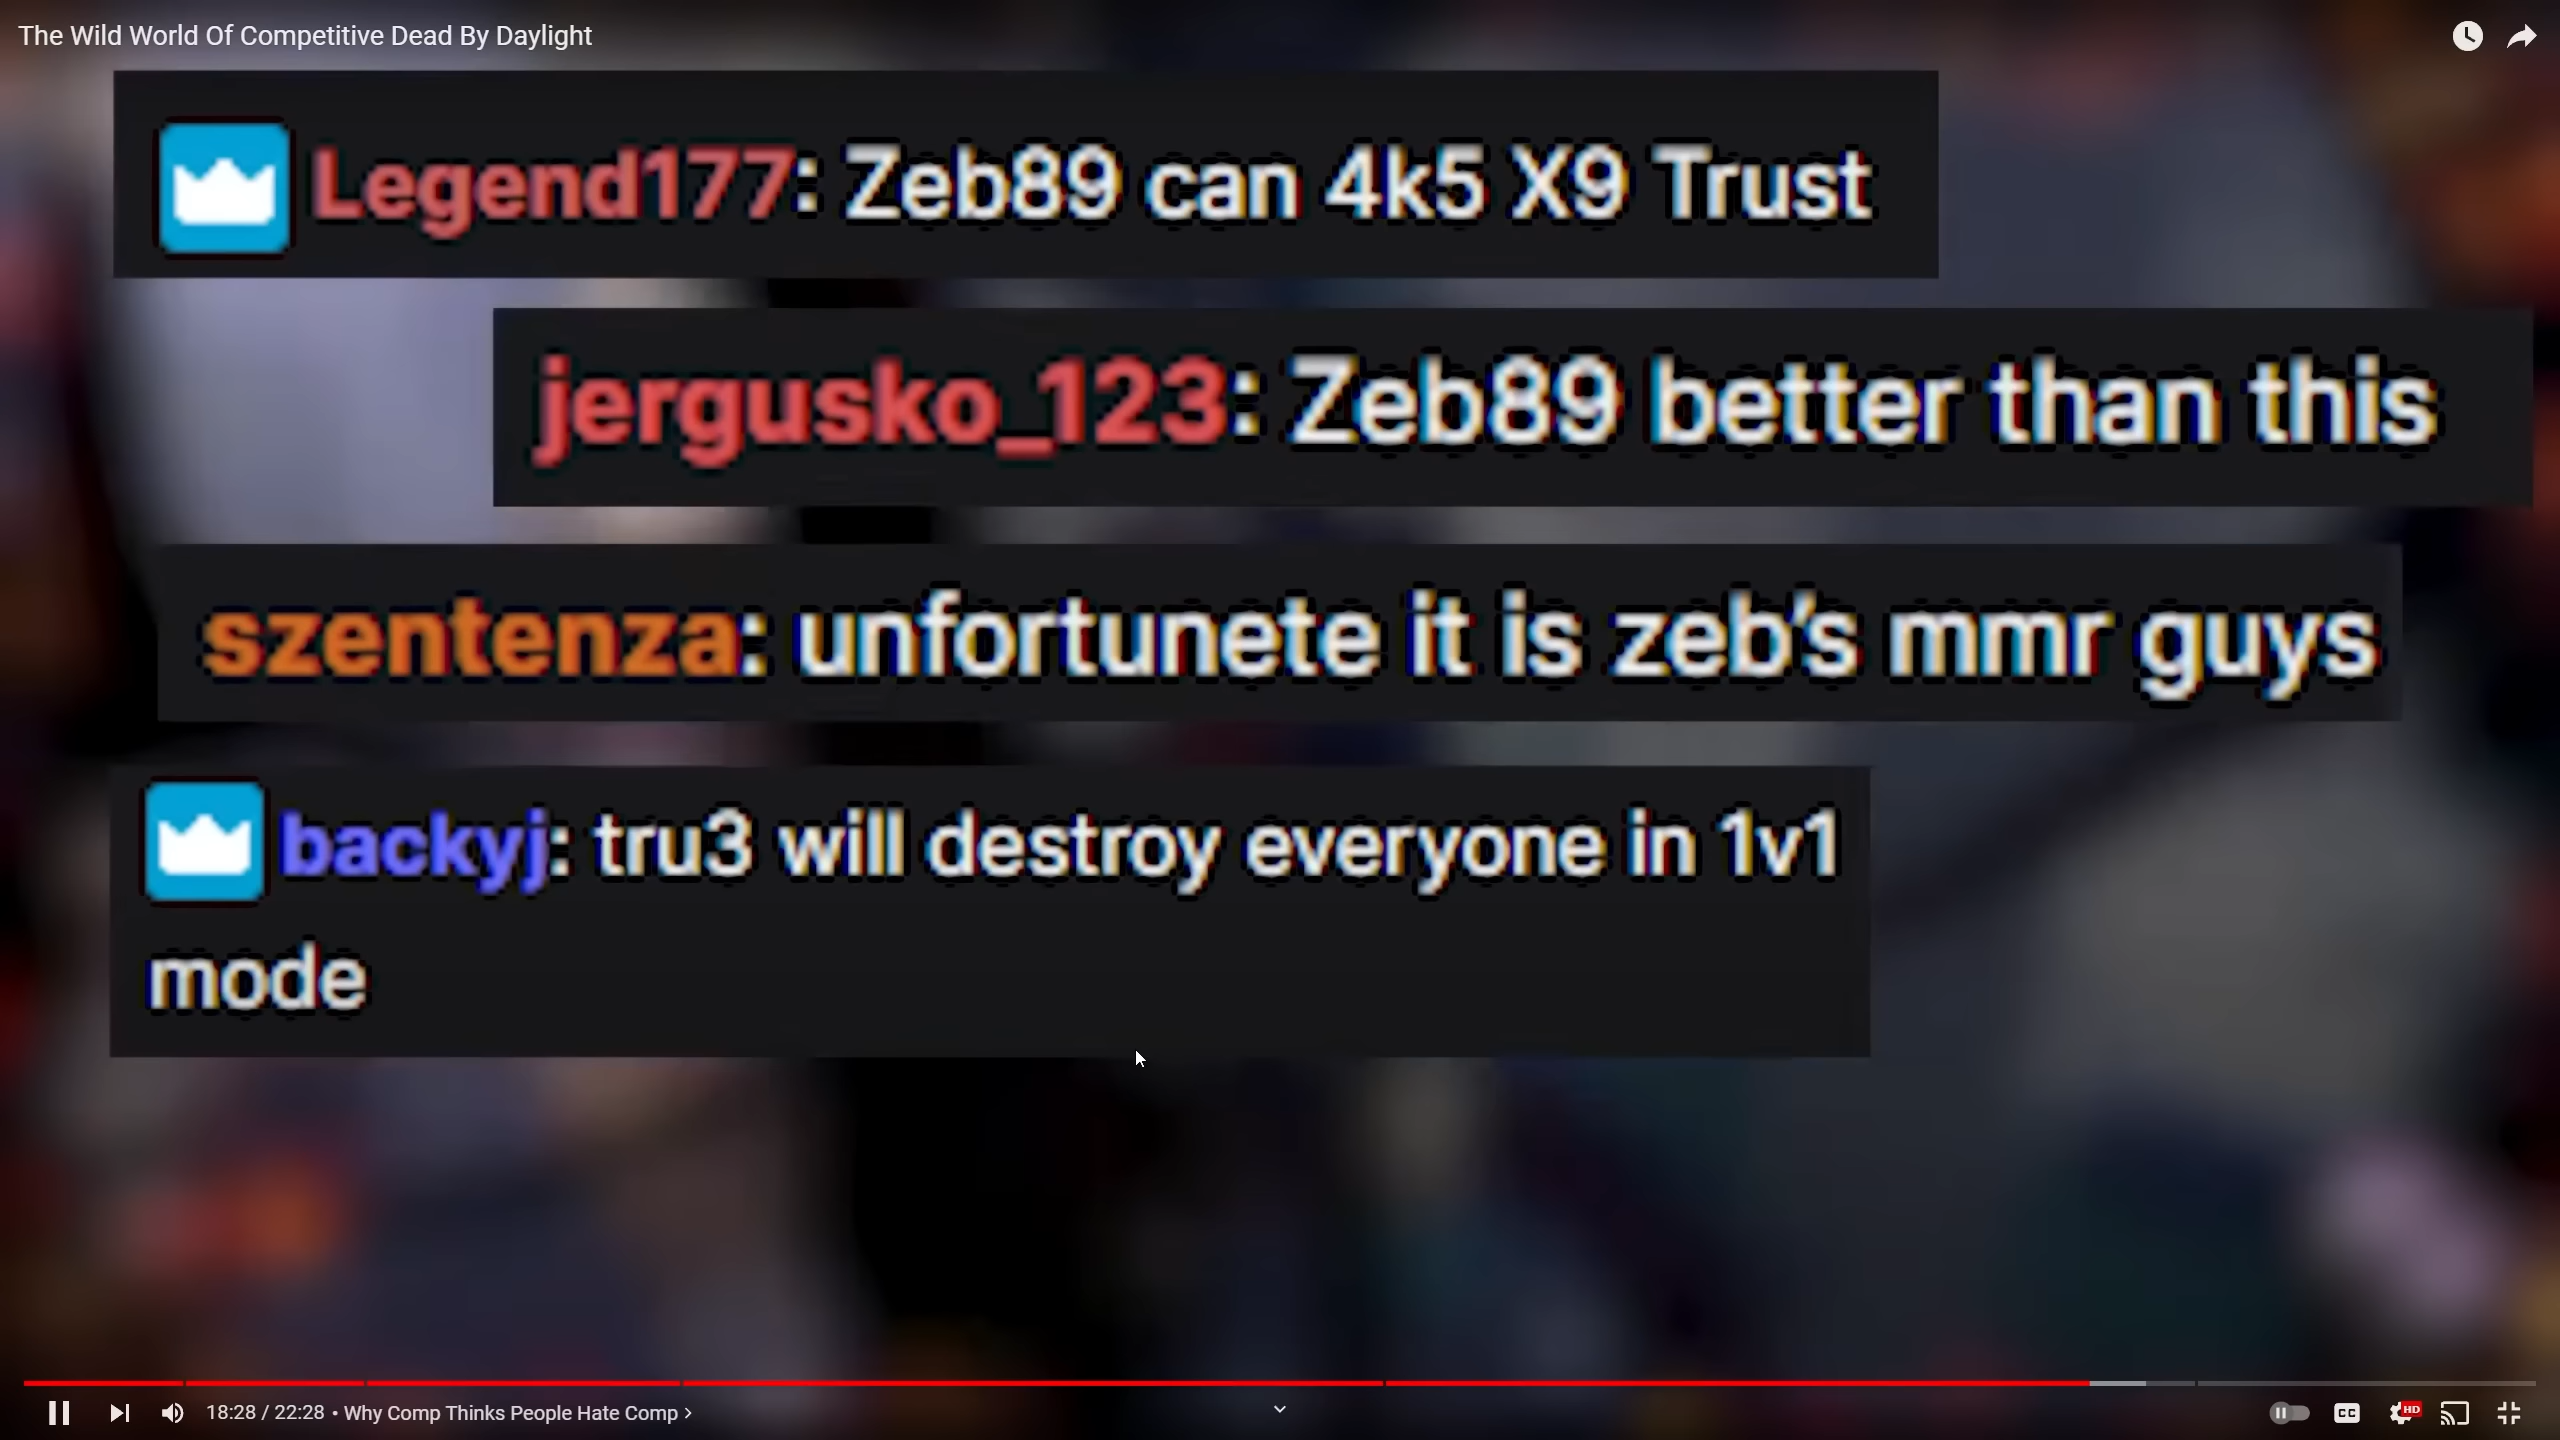 The Wild World Of Competitive Dead By Daylight
Legend177: Zeb89 can 4k5 X9 Trust
jergusko_123: Zeb89 better than this
szentenza: unfortunete it is zeb's mmr guys
backyj: tru3 will destroy everyone in 1v1
mode
18:28 / 22:28 • Why Comp Thinks People Hate Comp >
CC
HD